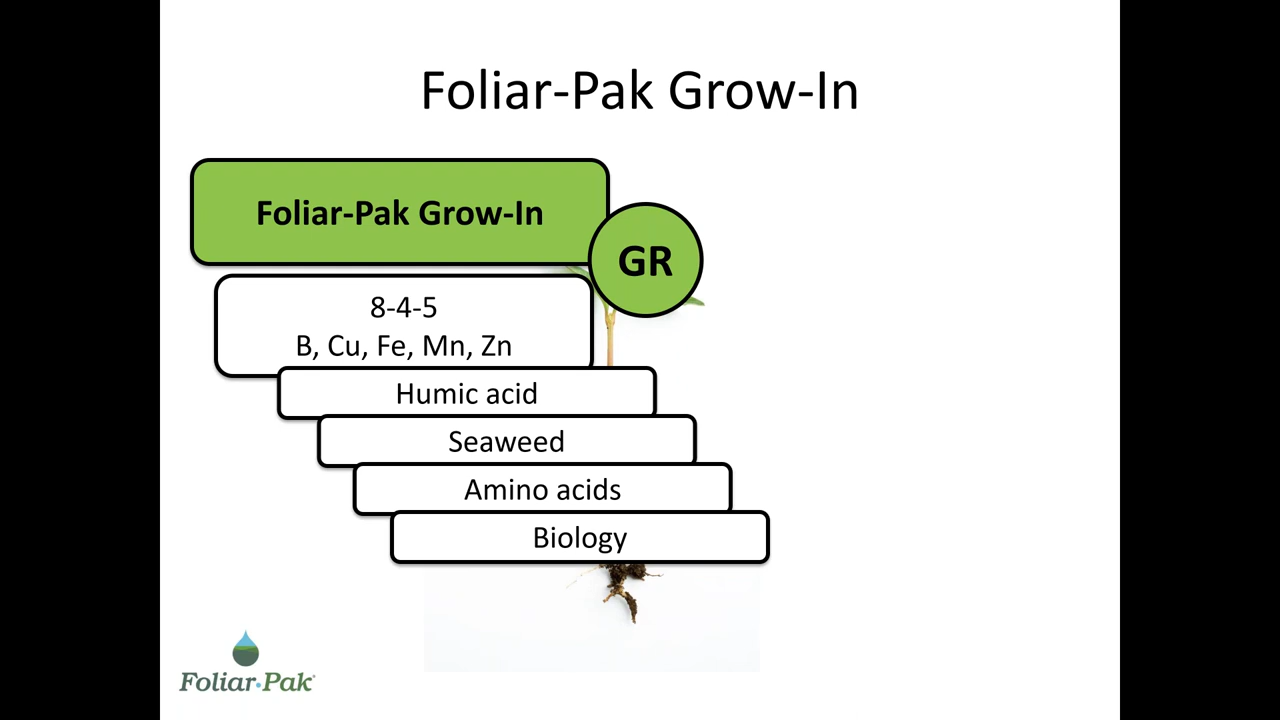 Foliar-Pak Grow-In
Foliar-Pak Grow-In
GR
8-4-5
B, Cu, Fe, Mn, Zn
Humic acid
Seaweed
Amino acids
Biology
Foliar•Pak